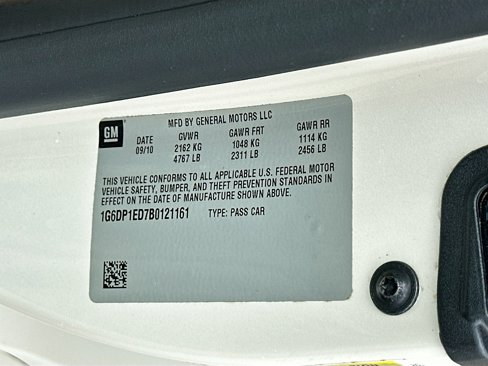 MFD BY GENERAL MOTORS LLC
GM
DATE GVWR GAWR FRT GAWR RR
09/10 2162 KG 1048 KG 1114 KG
4767 LB 2311 LB 2456 LB
THIS VEHICLE CONFORMS TO ALL APPLICABLE U.S. FEDERAL MOTOR
VEHICLE SAFETY, BUMPER, AND THEFT PREVENTION STANDARDS IN
EFFECT ON THE DATE OF MANUFACTURE SHOWN ABOVE.
1G6DP1ED7B0121161 TYPE: PASS CAR